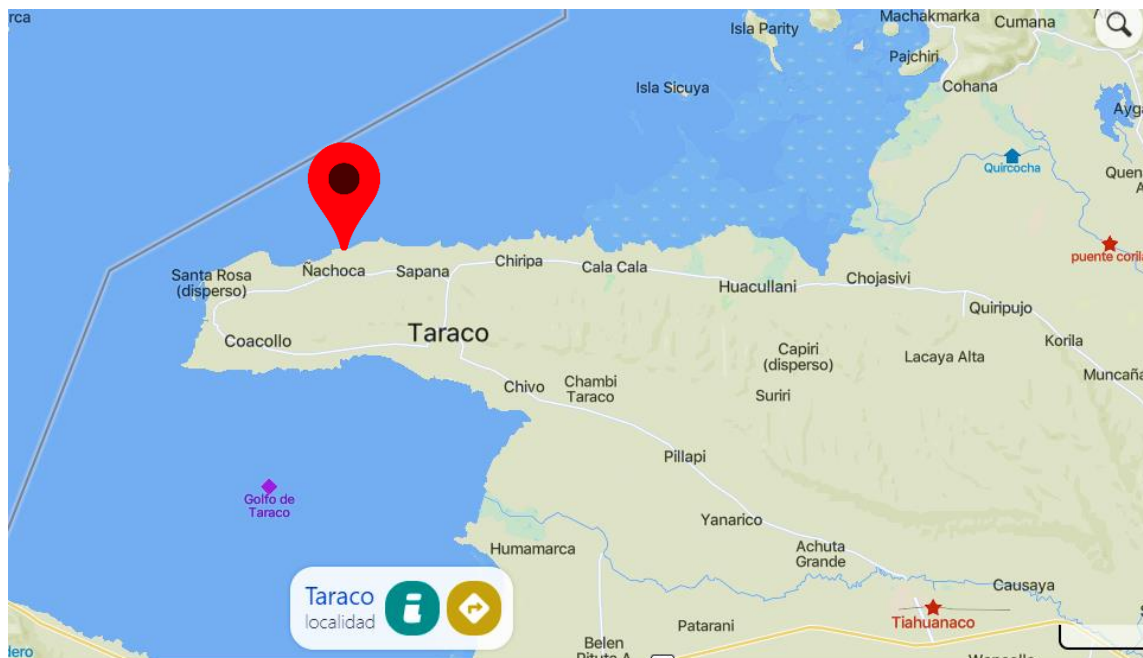 rca
Isla Parity
Machakmarka
Cumana
Pajchiri
Isla Sicuya
Cohana
Ayga
Quircocha
Quen
A
puente corila
Santa Rosa
(disperso)
Ñachoca
Sapana
Chiripa
Cala Cala
Huacullani
Chojasivi
Quiripujo
Coacollo
Taraco
Capiri
(disperso)
Lacaya Alta
Korila
Muncaña
Chivo
Chambi
Taraco
Suriri
Pillapi
Golfo de
Taraco
Yanarico
Humamarca
Achuta
Grande
Causaya
Taraco
localidad
Tiahuanaco
Patarani
Belen
dero